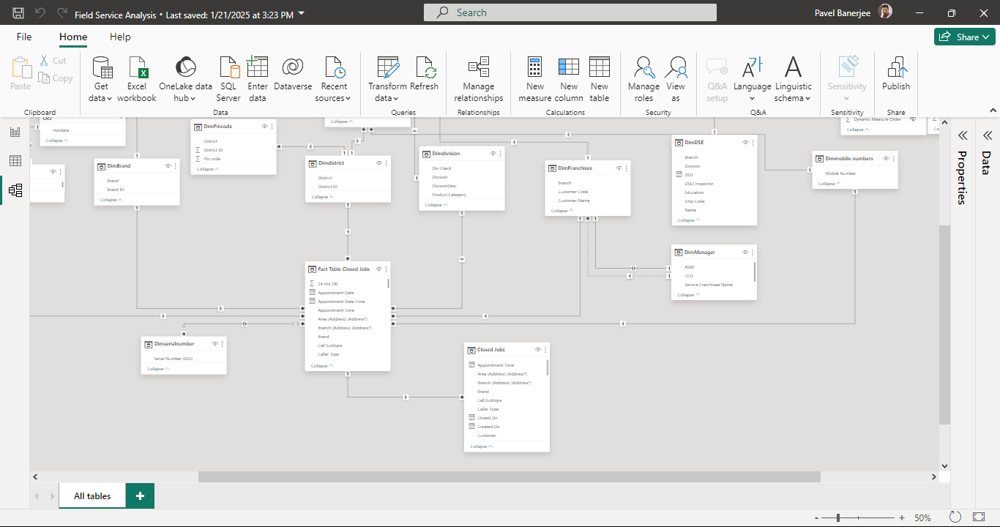 Field Service Analysis • Last saved: 1/21/2025 at 3:23 PM
Search
Pavel Banerjee
File
Home
Help
Share
Paste
Cut
Copy
Get data
Excel workbook
OneLake data hub
SQL Server
Enter data
Dataverse
Recent sources
Transform data
Refresh
Manage relationships
New measure
New column
New table
Manage roles
View as
Q&A setup
Language
Linguistic schema
Sensitivity
Publish
Clipboard
Data
Queries
Relationships
Calculations
Security
Q&A
Sensitivity
Share
mindate
Collapse
DimPincode
District
District ID
Pin code
Collapse
Collapse
Dynamic Measure Order
Collapse
DimBrand
Brand
Brand ID
Collapse
Dimdistrict
District
District ID
Collapse
Dimdivision
Div Check
Division
DivisionDesc
Product Category
Collapse
DimFranchisee
Branch
Customer Code
Customer Name
Collapse
DimDSE
Branch
Division
DOJ
DSE/ Inspector
Education
Emp Code
Name
Collapse
Dimmobile numbers
Mobile Number
Collapse
DimManager
ASM
CCO
Service Franchisee Name
Collapse
Fact Table Closed Jobs
24 Hrs TAT
Appointment Date
Appointment Date-Time
Appointment Time
Area (Address) (Address*)
Branch (Address) (Address*)
Brand
Call Subtype
Caller Type
Collapse
Dimserialnumber
Serial Number (IDU)
Collapse
Closed Jobs
Appointment Time
Area (Address) (Address*)
Branch (Address) (Address*)
Brand
Call Subtype
Caller Type
Closed On
Created On
Customer
Collapse
Properties
Data
All tables
50%